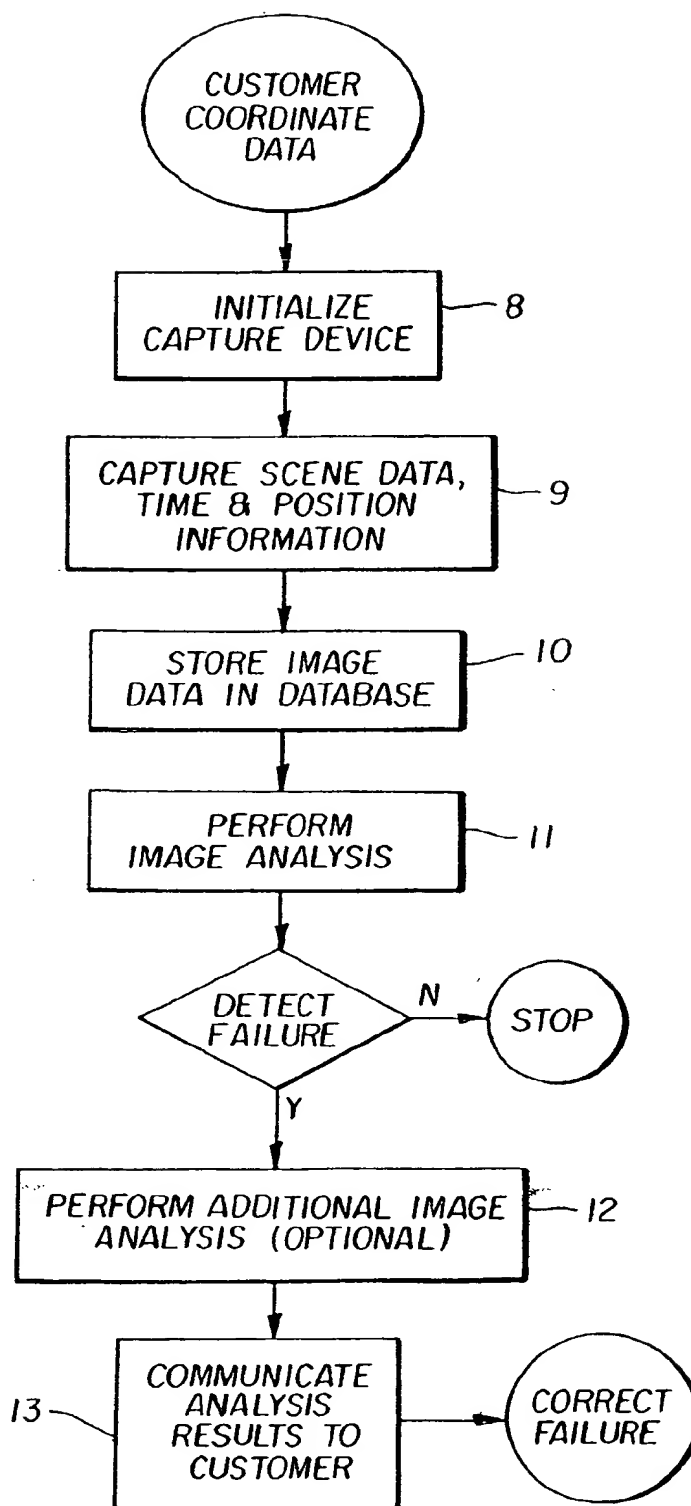 CUSTOMER
COORDINATE
DATA
INITIALIZE
CAPTURE DEVICE
8
CAPTURE SCENE DATA,
TIME & POSITION
INFORMATION
9
STORE IMAGE
DATA IN DATABASE
10
PERFORM
IMAGE ANALYSIS
11
DETECT
FAILURE
N
STOP
Y
PERFORM ADDITIONAL IMAGE
ANALYSIS (OPTIONAL)
12
COMMUNICATE
ANALYSIS
RESULTS TO
CUSTOMER
13
CORRECT
FAILURE